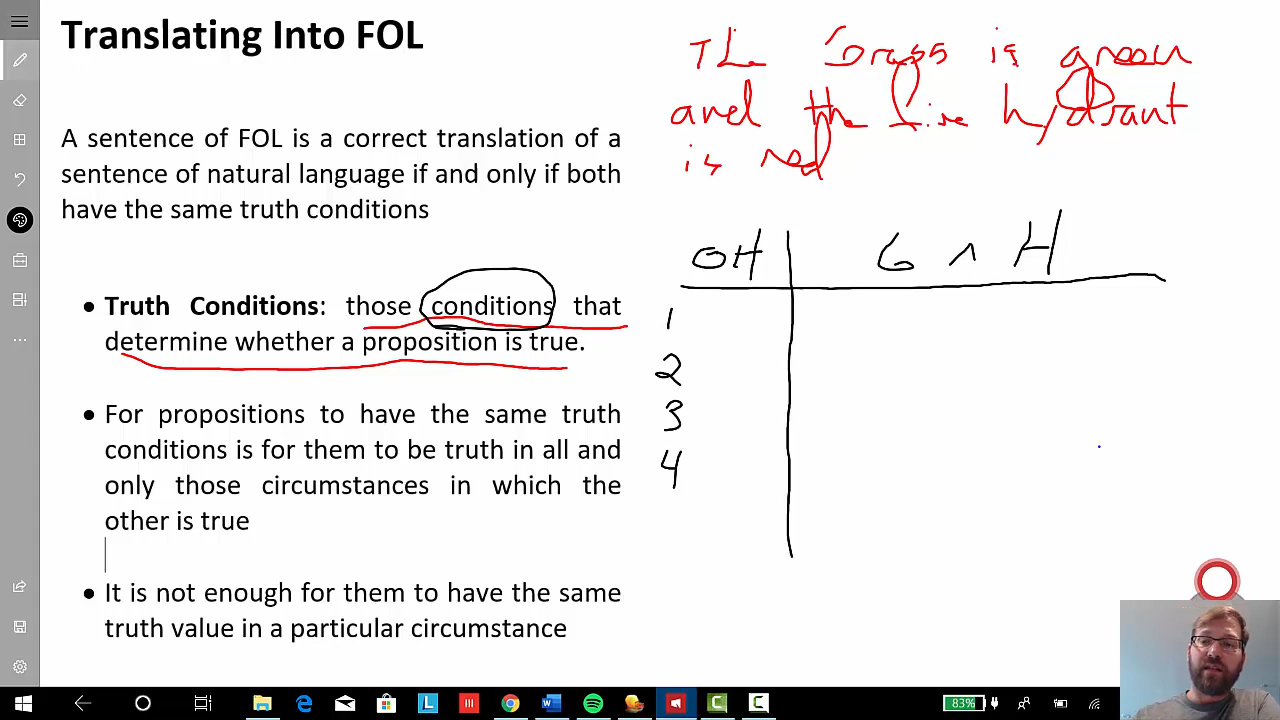 Translating Into FOL
The Grass is green
and the fire hydrant
is red
A sentence of FOL is a correct translation of a
sentence of natural language if and only if both
have the same truth conditions
OH G ∧ H
• Truth Conditions: those conditions that
determine whether a proposition is true.
1
2
3
4
• For propositions to have the same truth
conditions is for them to be truth in all and
only those circumstances in which the
other is true
• It is not enough for them to have the same
truth value in a particular circumstance
83%